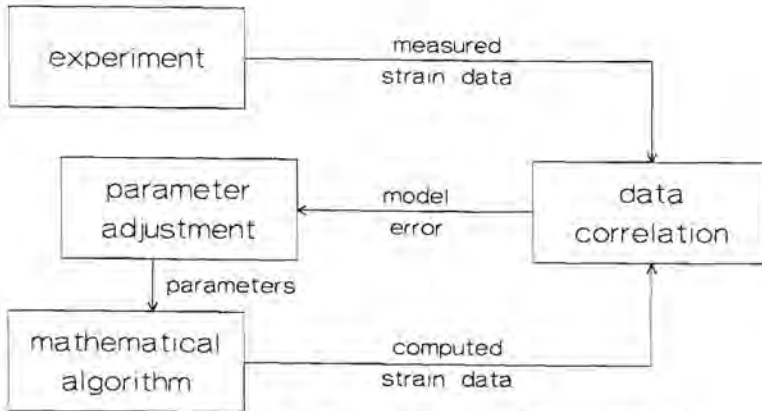 experiment
measured
strain data
parameter
adjustment
model
error
data
correlation
parameters
mathematical
algorithm
computed
strain data